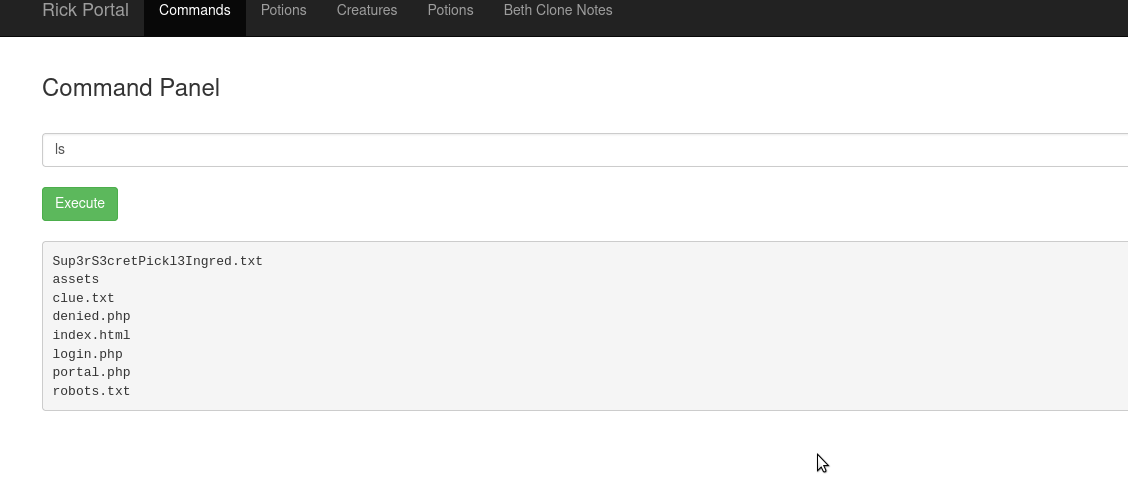 Rick Portal Commands Potions Creatures Potions Beth Clone Notes
Command Panel
ls
Execute
Sup3rS3cretPickl3Ingred.txt
assets
clue.txt
denied.php
index.html
login.php
portal.php
robots.txt